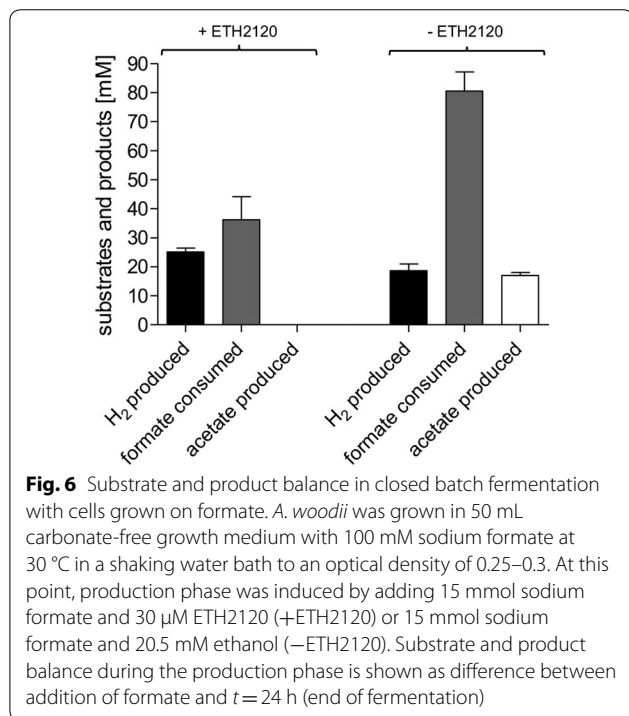 + ETH2120
- ETH2120
substrates and products [mM]
90
80
70
60
50
40
30
20
10
0
H₂ produced
formate consumed
acetate produced
H₂ produced
formate consumed
acetate produced
Fig. 6 Substrate and product balance in closed batch fermentation
with cells grown on formate. A. woodii was grown in 50 mL
carbonate-free growth medium with 100 mM sodium formate at
30 °C in a shaking water bath to an optical density of 0.25–0.3. At this
point, production phase was induced by adding 15 mmol sodium
formate and 30 µM ETH2120 (+ETH2120) or 15 mmol sodium
formate and 20.5 mM ethanol (−ETH2120). Substrate and product
balance during the production phase is shown as difference between
addition of formate and t = 24 h (end of fermentation)